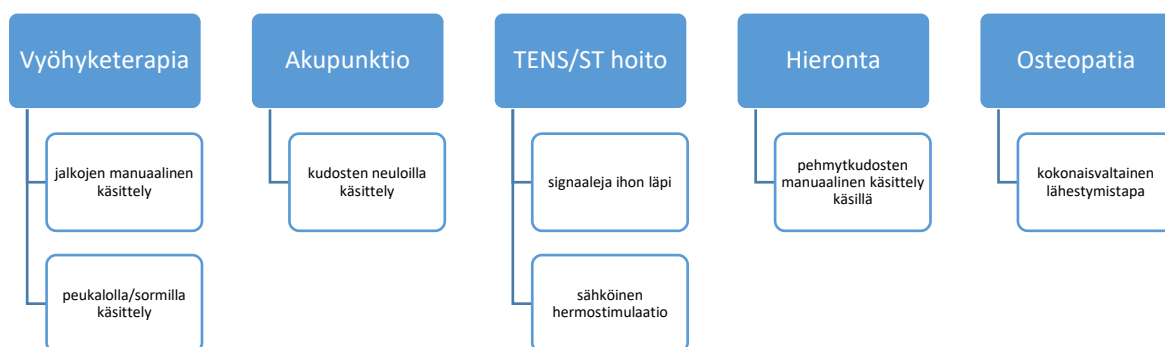 Vyöhyketerapia
jalkojen manuaalinen
käsittely
peukalolla/sormilla
käsittely
Akupunktio
kudosten neuloilla
käsittely
TENS/ST hoito
signaaleja ihon läpi
sähköinen
hermostimulaatio
Hieronta
pehmytkudosten
manuaalinen käsittely
käsillä
Osteopatia
kokonaisvaltainen
lähestymistapa